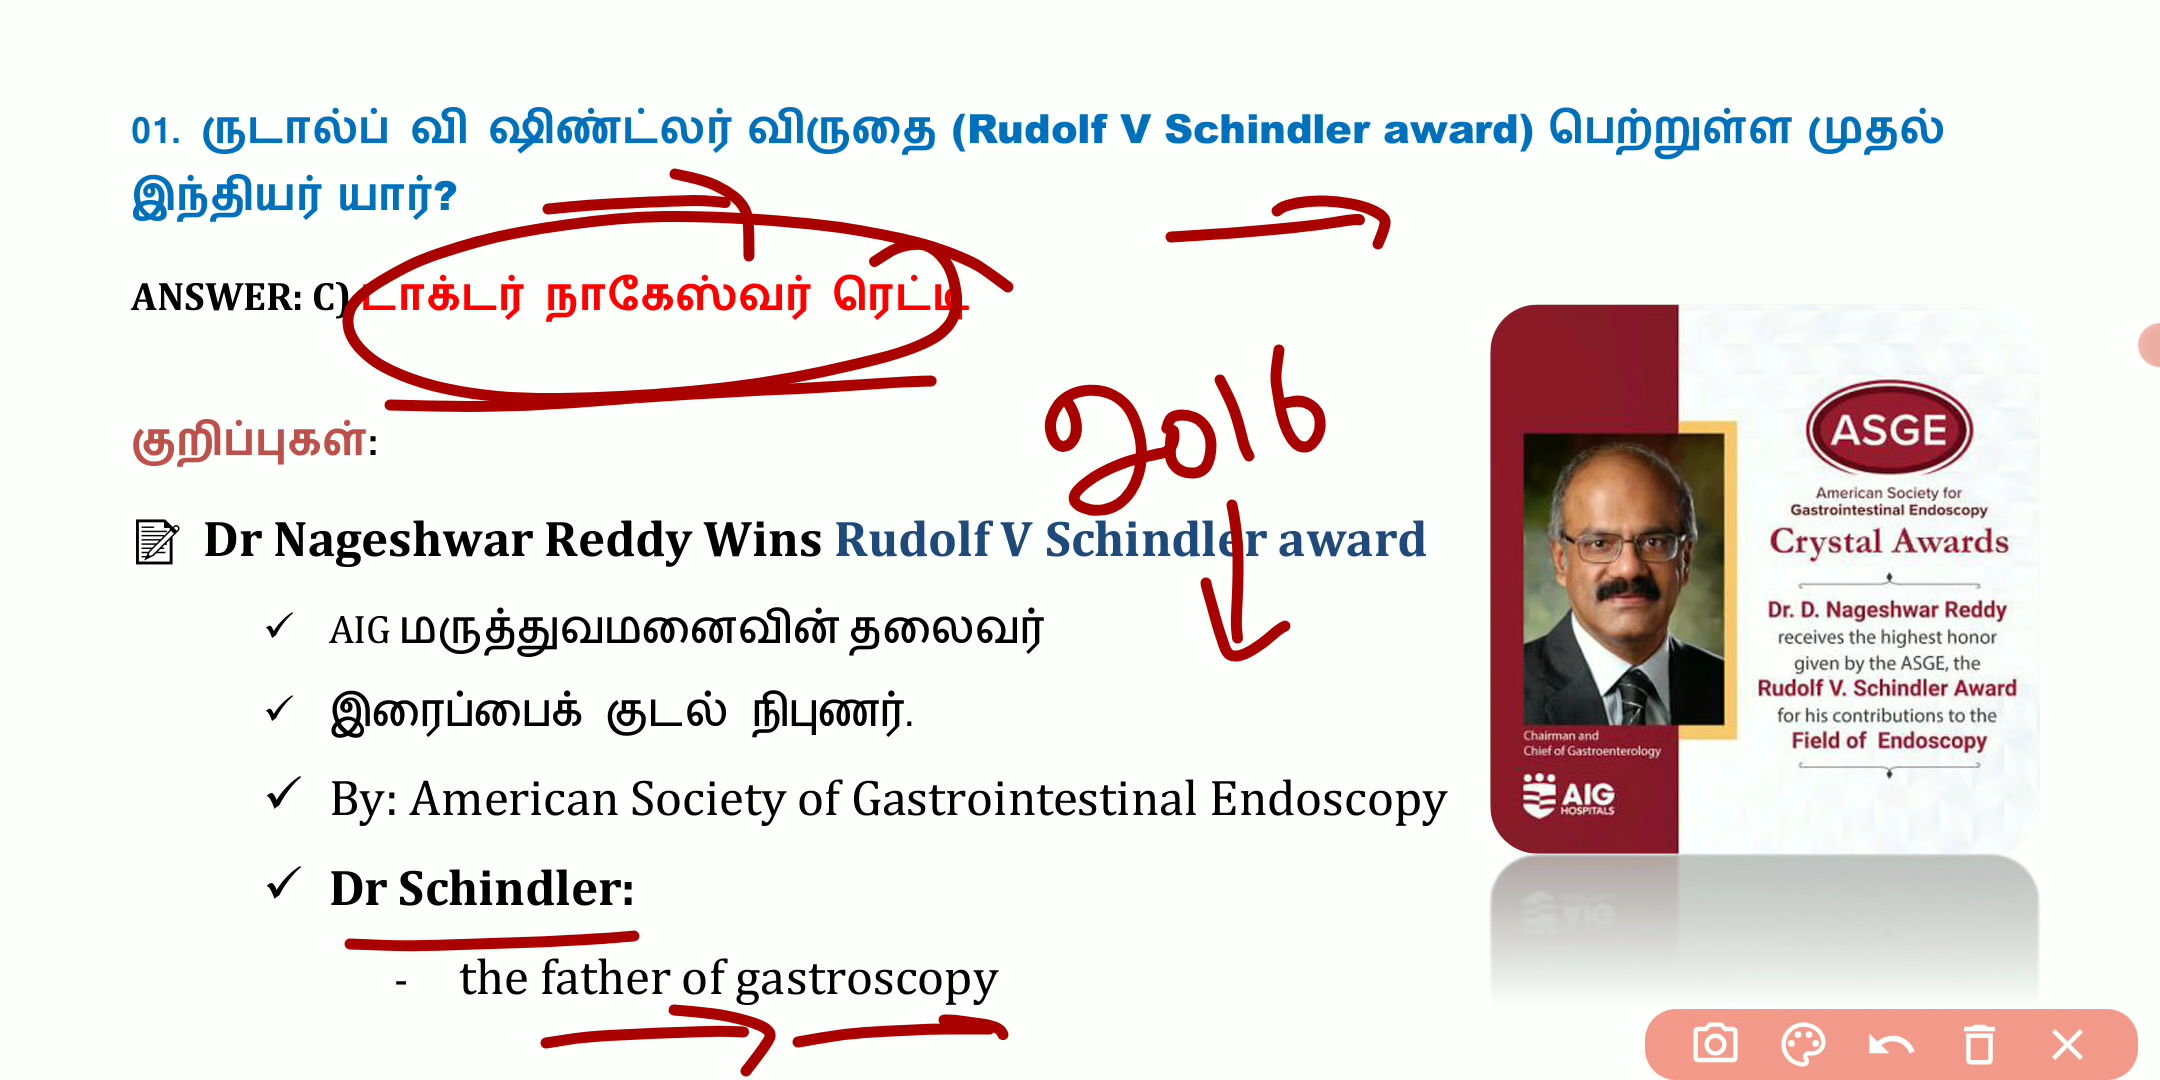 01. ருடால்ப் வி ஷிண்ட்லர் விருதை (Rudolf V Schindler award) பெற்றுள்ள முதல்
இந்தியர் யார்?
ANSWER: C) டாக்டர் நாகேஸ்வர் ரெட்டி
2016
குறிப்புகள்:
Dr Nageshwar Reddy Wins Rudolf V Schindler award
AIG மருத்துவமனைவின் தலைவர்
இரைப்பைக் குடல் நிபுணர்.
By: American Society of Gastrointestinal Endoscopy
Dr Schindler:
- the father of gastroscopy
ASGE
American Society for
Gastrointestinal Endoscopy
Crystal Awards
Dr. D. Nageshwar Reddy
receives the highest honor
given by the ASGE, the
Rudolf V. Schindler Award
for his contributions to the
Field of Endoscopy
Chairman and
Chief of Gastroenterology
AIG
HOSPITALS